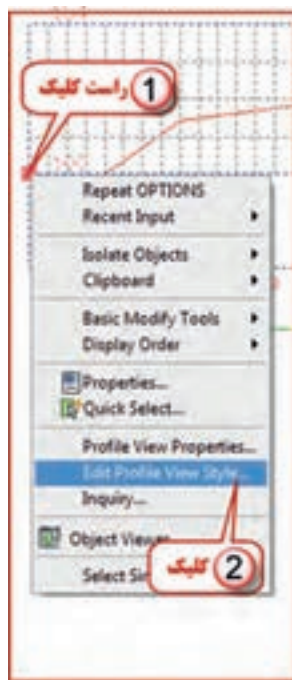 1 راست کلیک
Repeat OPTIONS
Recent Input
Isolate Objects
Clipboard
Basic Modify Tools
Display Order
Properties...
Quick Select...
Profile View Properties...
Edit Profile View Style...
Inquiry...
Object Viewer
Select Sim
2 کلیک